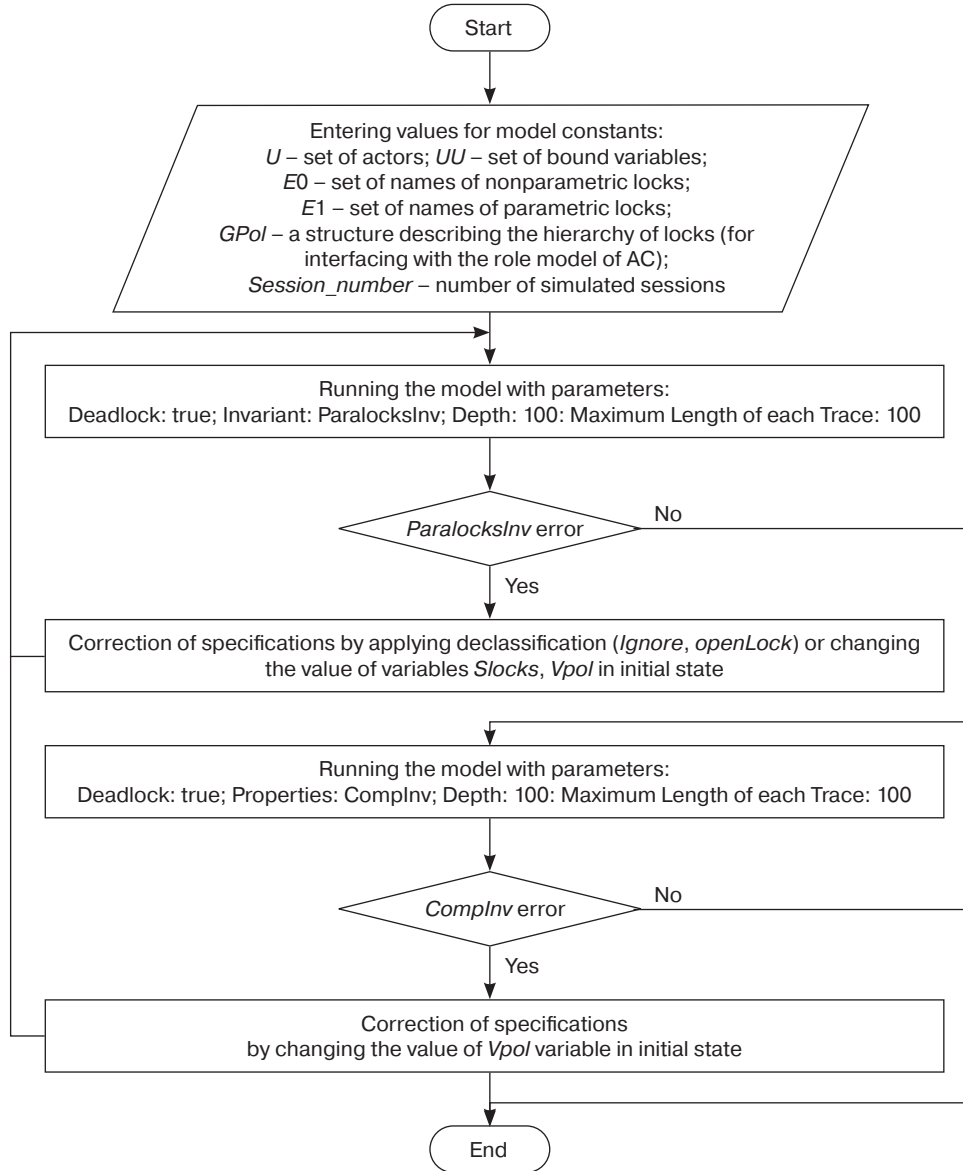 Start
Entering values for model constants:
U – set of actors; UU – set of bound variables;
E0 – set of names of nonparametric locks;
E1 – set of names of parametric locks;
GPol – a structure describing the hierarchy of locks (for
interfacing with the role model of AC);
Session_number – number of simulated sessions
Running the model with parameters:
Deadlock: true; Invariant: ParalocksInv; Depth: 100: Maximum Length of each Trace: 100
ParalocksInv error
No
Yes
Correction of specifications by applying declassification (Ignore, openLock) or changing
the value of variables Slocks, Vpol in initial state
Running the model with parameters:
Deadlock: true; Properties: CompInv; Depth: 100: Maximum Length of each Trace: 100
CompInv error
No
Yes
Correction of specifications
by changing the value of Vpol variable in initial state
End